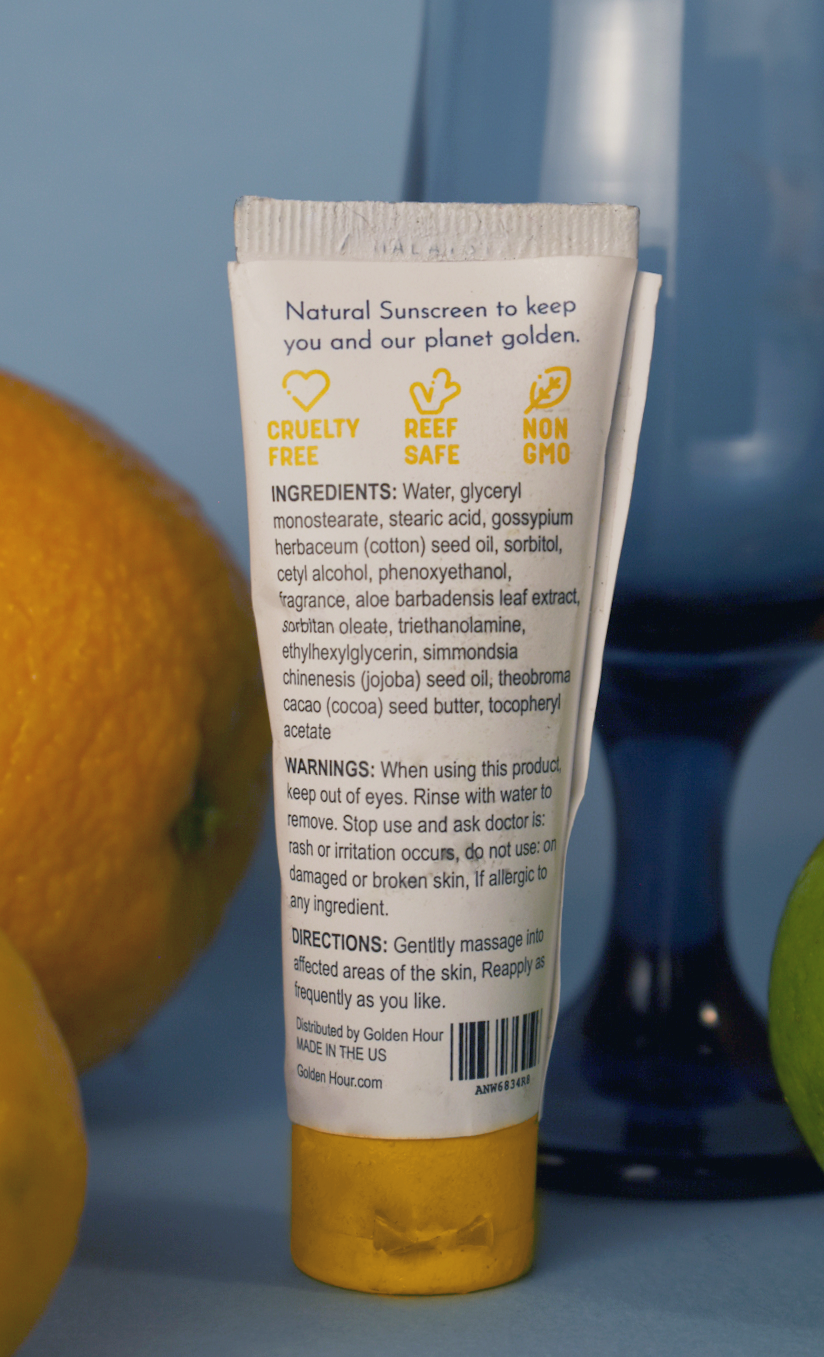 Natural Sunscreen to keep
you and our planet golden.
CRUELTY
FREE
REEF
SAFE
NON
GMO
INGREDIENTS: Water, glyceryl
monostearate, stearic acid, gossypium
herbaceum (cotton) seed oil, sorbitol,
cetyl alcohol, phenoxyethanol,
fragrance, aloe barbadensis leaf extract,
sorbitan oleate, triethanolamine,
ethylhexylglycerin, simmondsia
chinenesis (jojoba) seed oil, theobroma
cacao (cocoa) seed butter, tocopheryl
acetate
WARNINGS: When using this product,
keep out of eyes. Rinse with water to
remove. Stop use and ask doctor is:
rash or irritation occurs, do not use: on
damaged or broken skin, If allergic to
any ingredient.
DIRECTIONS: Gentltly massage into
affected areas of the skin, Reapply as
frequently as you like.
Distributed by Golden Hour
MADE IN THE US
Golden Hour.com
ANW6834R8